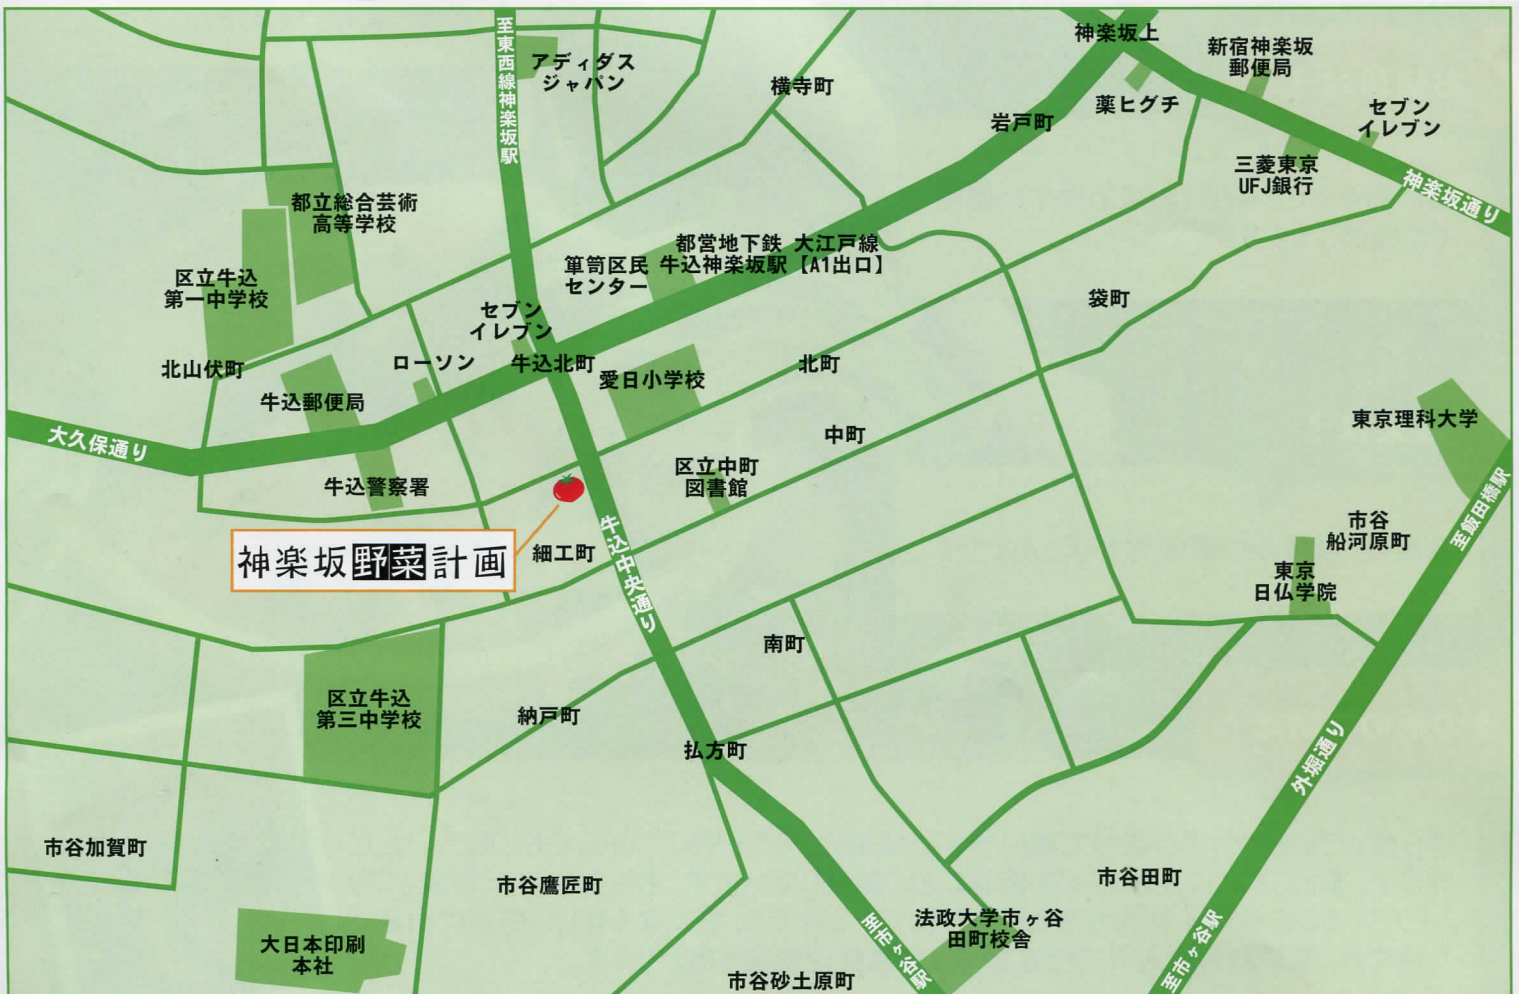 至東西線神楽坂駅
アディダス
ジャパン
横寺町
神楽坂上
新宿神楽坂
郵便局
薬ヒグチ
セブン
イレブン
岩戸町
三菱東京
UFJ銀行
神楽坂通り
都立総合芸術
高等学校
区立牛込
第一中学校
都営地下鉄 大江戸線
牛込神楽坂駅【A1出口】
箪笥区民
センター
袋町
セブン
イレブン
北山伏町
ローソン
牛込北町
愛日小学校
北町
牛込郵便局
大久保通り
中町
東京理科大学
牛込警察署
区立中町
図書館
至飯田橋駅
市谷
船河原町
神楽坂野菜計画
細工町
牛込中央通り
東京
日仏学院
南町
区立牛込
第三中学校
納戸町
払方町
外堀通り
市谷加賀町
市谷鷹匠町
市谷田町
大日本印刷
本社
至市ヶ谷駅
法政大学市ヶ谷
田町校舎
至市ヶ谷駅
市谷砂土原町